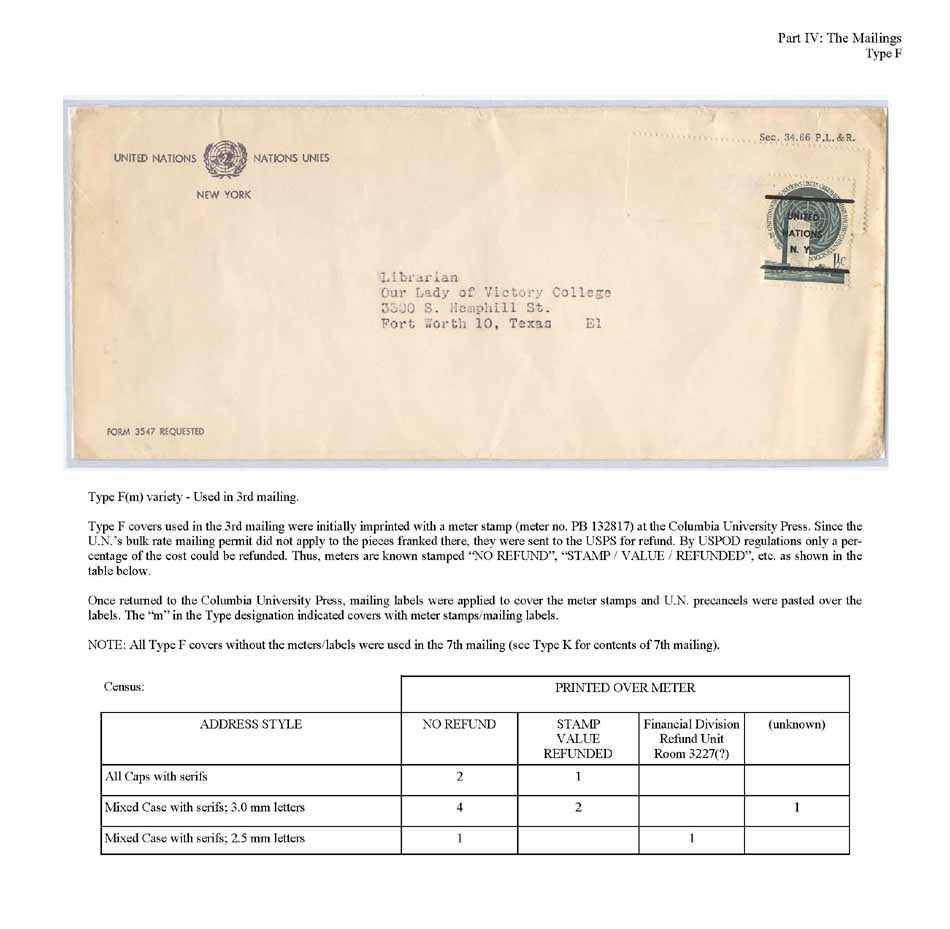 Part IV: The Mailings
Type F
Sec. 34.66 P.L.&R.
UNITED NATIONS NATIONS UNIES
NEW YORK
UNITED
NATIONS
N. Y.
1½c
Librarian
Our Lady of Victory College
3300 S. Hemphill St.
Fort Worth 10, Texas E1
FORM 3547 REQUESTED
Type F(m) variety - Used in 3rd mailing.
Type F covers used in the 3rd mailing were initially imprinted with a meter stamp (meter no. PB 132817) at the Columbia University Press. Since the
U.N.'s bulk rate mailing permit did not apply to the pieces franked there, they were sent to the USPS for refund. By USPOD regulations only a per-
centage of the cost could be refunded. Thus, meters are known stamped “NO REFUND”, “STAMP / VALUE / REFUNDED”, etc. as shown in the
table below.
Once returned to the Columbia University Press, mailing labels were applied to cover the meter stamps and U.N. precancels were pasted over the
labels. The “m” in the Type designation indicated covers with meter stamps/mailing labels.
NOTE: All Type F covers without the meters/labels were used in the 7th mailing (see Type K for contents of 7th mailing).
Census:
PRINTED OVER METER
ADDRESS STYLE NO REFUND STAMP Financial Division (unknown)
VALUE Refund Unit
REFUNDED Room 3227(?)
All Caps with serifs 2 1
Mixed Case with serifs; 3.0 mm letters 4 2 1
Mixed Case with serifs; 2.5 mm letters 1 1